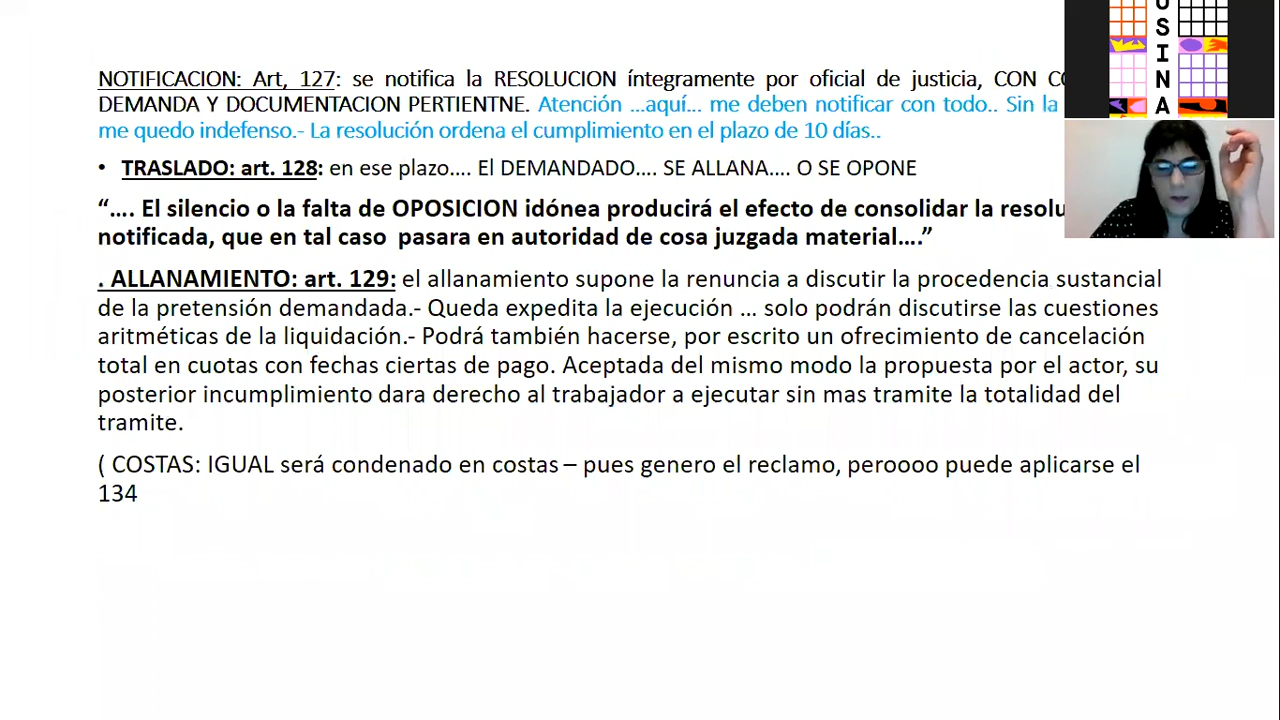 NOTIFICACION: Art, 127: se notifica la RESOLUCION íntegramente por oficial de justicia, CON
DEMANDA Y DOCUMENTACION PERTIENTNE. Atención ...aquí... me deben notificar con todo.. Sin la
me quedo indefenso.- La resolución ordena el cumplimiento en el plazo de 10 días..
• TRASLADO: art. 128: en ese plazo.... El DEMANDADO.... SE ALLANA.... O SE OPONE
“.... El silencio o la falta de OPOSICION idónea producirá el efecto de consolidar la
notificada, que en tal caso pasara en autoridad de cosa juzgada material....”
. ALLANAMIENTO: art. 129: el allanamiento supone la renuncia a discutir la procedencia sustancial
de la pretensión demandada.- Queda expedita la ejecución ... solo podrán discutirse las cuestiones
aritméticas de la liquidación.- Podrá también hacerse, por escrito un ofrecimiento de cancelación
total en cuotas con fechas ciertas de pago. Aceptada del mismo modo la propuesta por el actor, su
posterior incumplimiento dara derecho al trabajador a ejecutar sin mas tramite la totalidad del
tramite.
( COSTAS: IGUAL será condenado en costas – pues genero el reclamo, peroooo puede aplicarse el
134
USINA